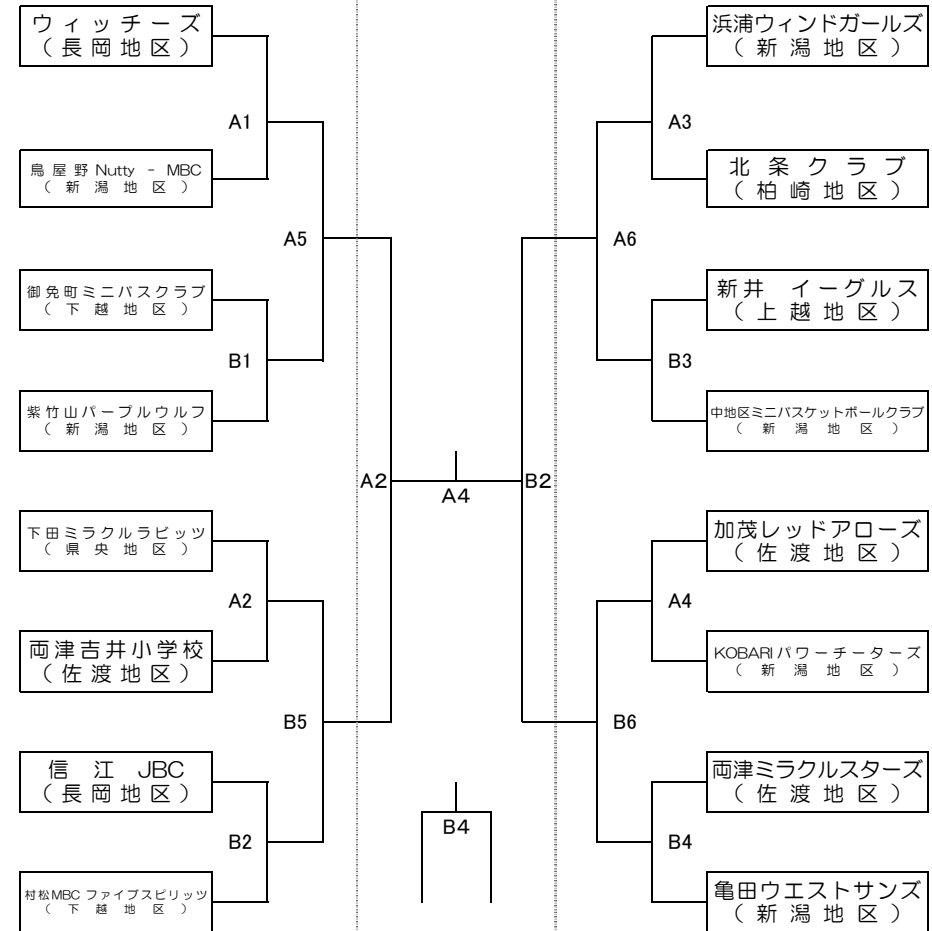 ウィッチーズ
（長岡地区）
A1
鳥屋野 Nutty - MBC
（新潟地区）
A5
御免町ミニバスクラブ
（下越地区）
B1
紫竹山パープルウルフ
（新潟地区）
A2
下田ミラクルラビッツ
（県央地区）
A2
両津吉井小学校
（佐渡地区）
B5
信江 JBC
（長岡地区）
B2
村松MBC ファイブスピリッツ
（下越地区）
A4
B4
浜浦ウィンドガールズ
（新潟地区）
A3
北条クラブ
（柏崎地区）
A6
新井 イーグルス
（上越地区）
B3
中地区ミニバスケットボールクラブ
（新潟地区）
B2
加茂レッドアローズ
（佐渡地区）
A4
KOBARIパワーチーターズ
（新潟地区）
B6
両津ミラクルスターズ
（佐渡地区）
B4
亀田ウエストサンズ
（新潟地区）